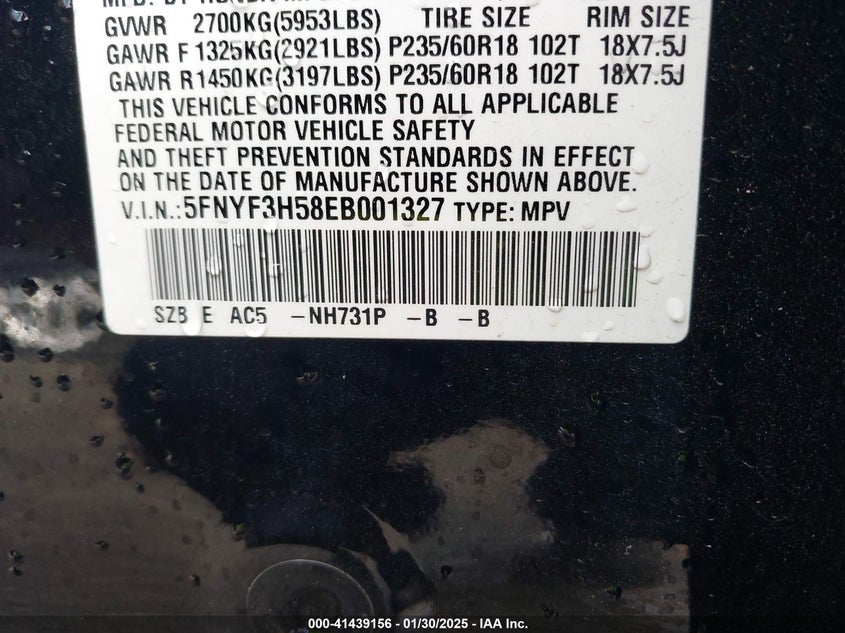 GVWR 2700KG(5953LBS) TIRE SIZE RIM SIZE
GAWR F 1325KG(2921LBS) P235/60R18 102T 18X7.5J
GAWR R1450KG(3197LBS) P235/60R18 102T 18X7.5J
THIS VEHICLE CONFORMS TO ALL APPLICABLE
FEDERAL MOTOR VEHICLE SAFETY
AND THEFT PREVENTION STANDARDS IN EFFECT
ON THE DATE OF MANUFACTURE SHOWN ABOVE.
V.I.N.:5FNYF3H58EB001327 TYPE: MPV
SZB E AC5 -NH731P -B -B
000-41439156 - 01/30/2025 - IAA Inc.